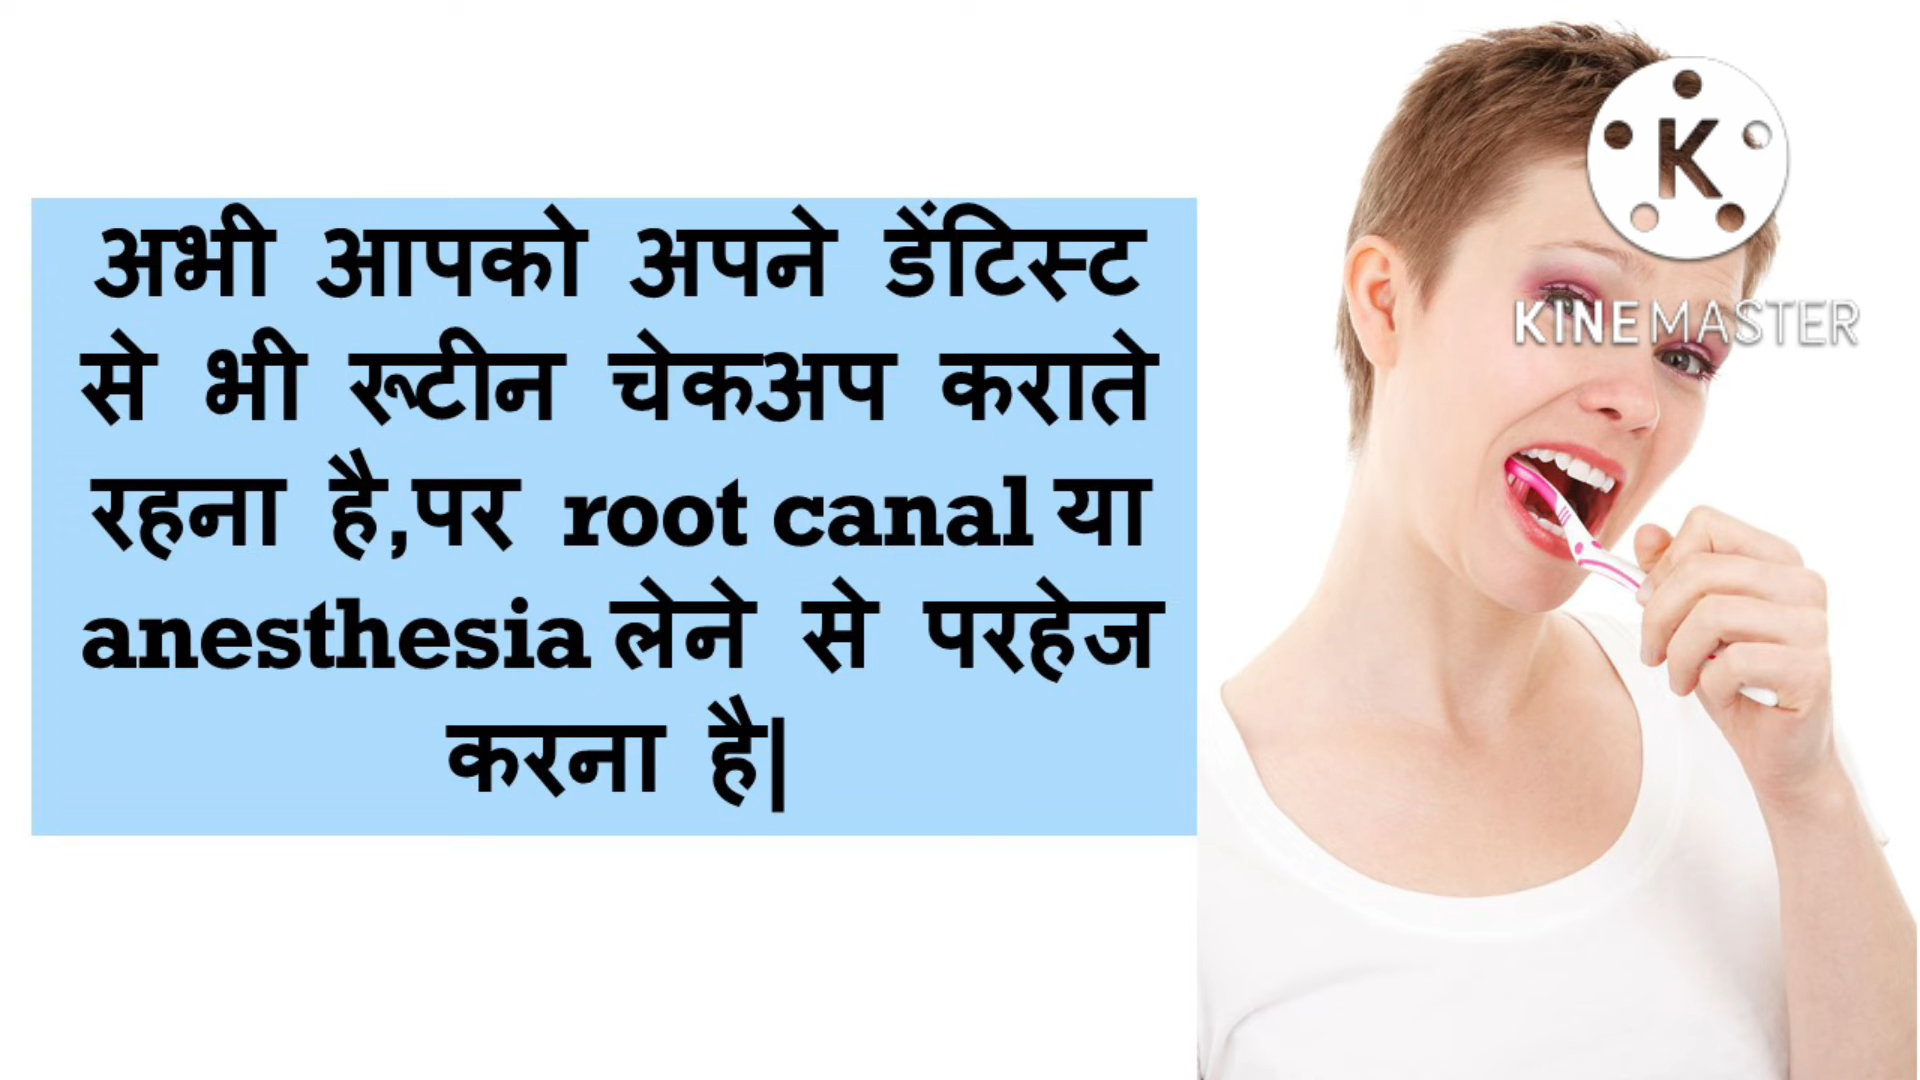 अभी आपको अपने डेंटिस्ट
से भी रूटीन चेकअप कराते
रहना है,पर root canal या
anesthesia लेने से परहेज
करना है|
K
KINEMASTER